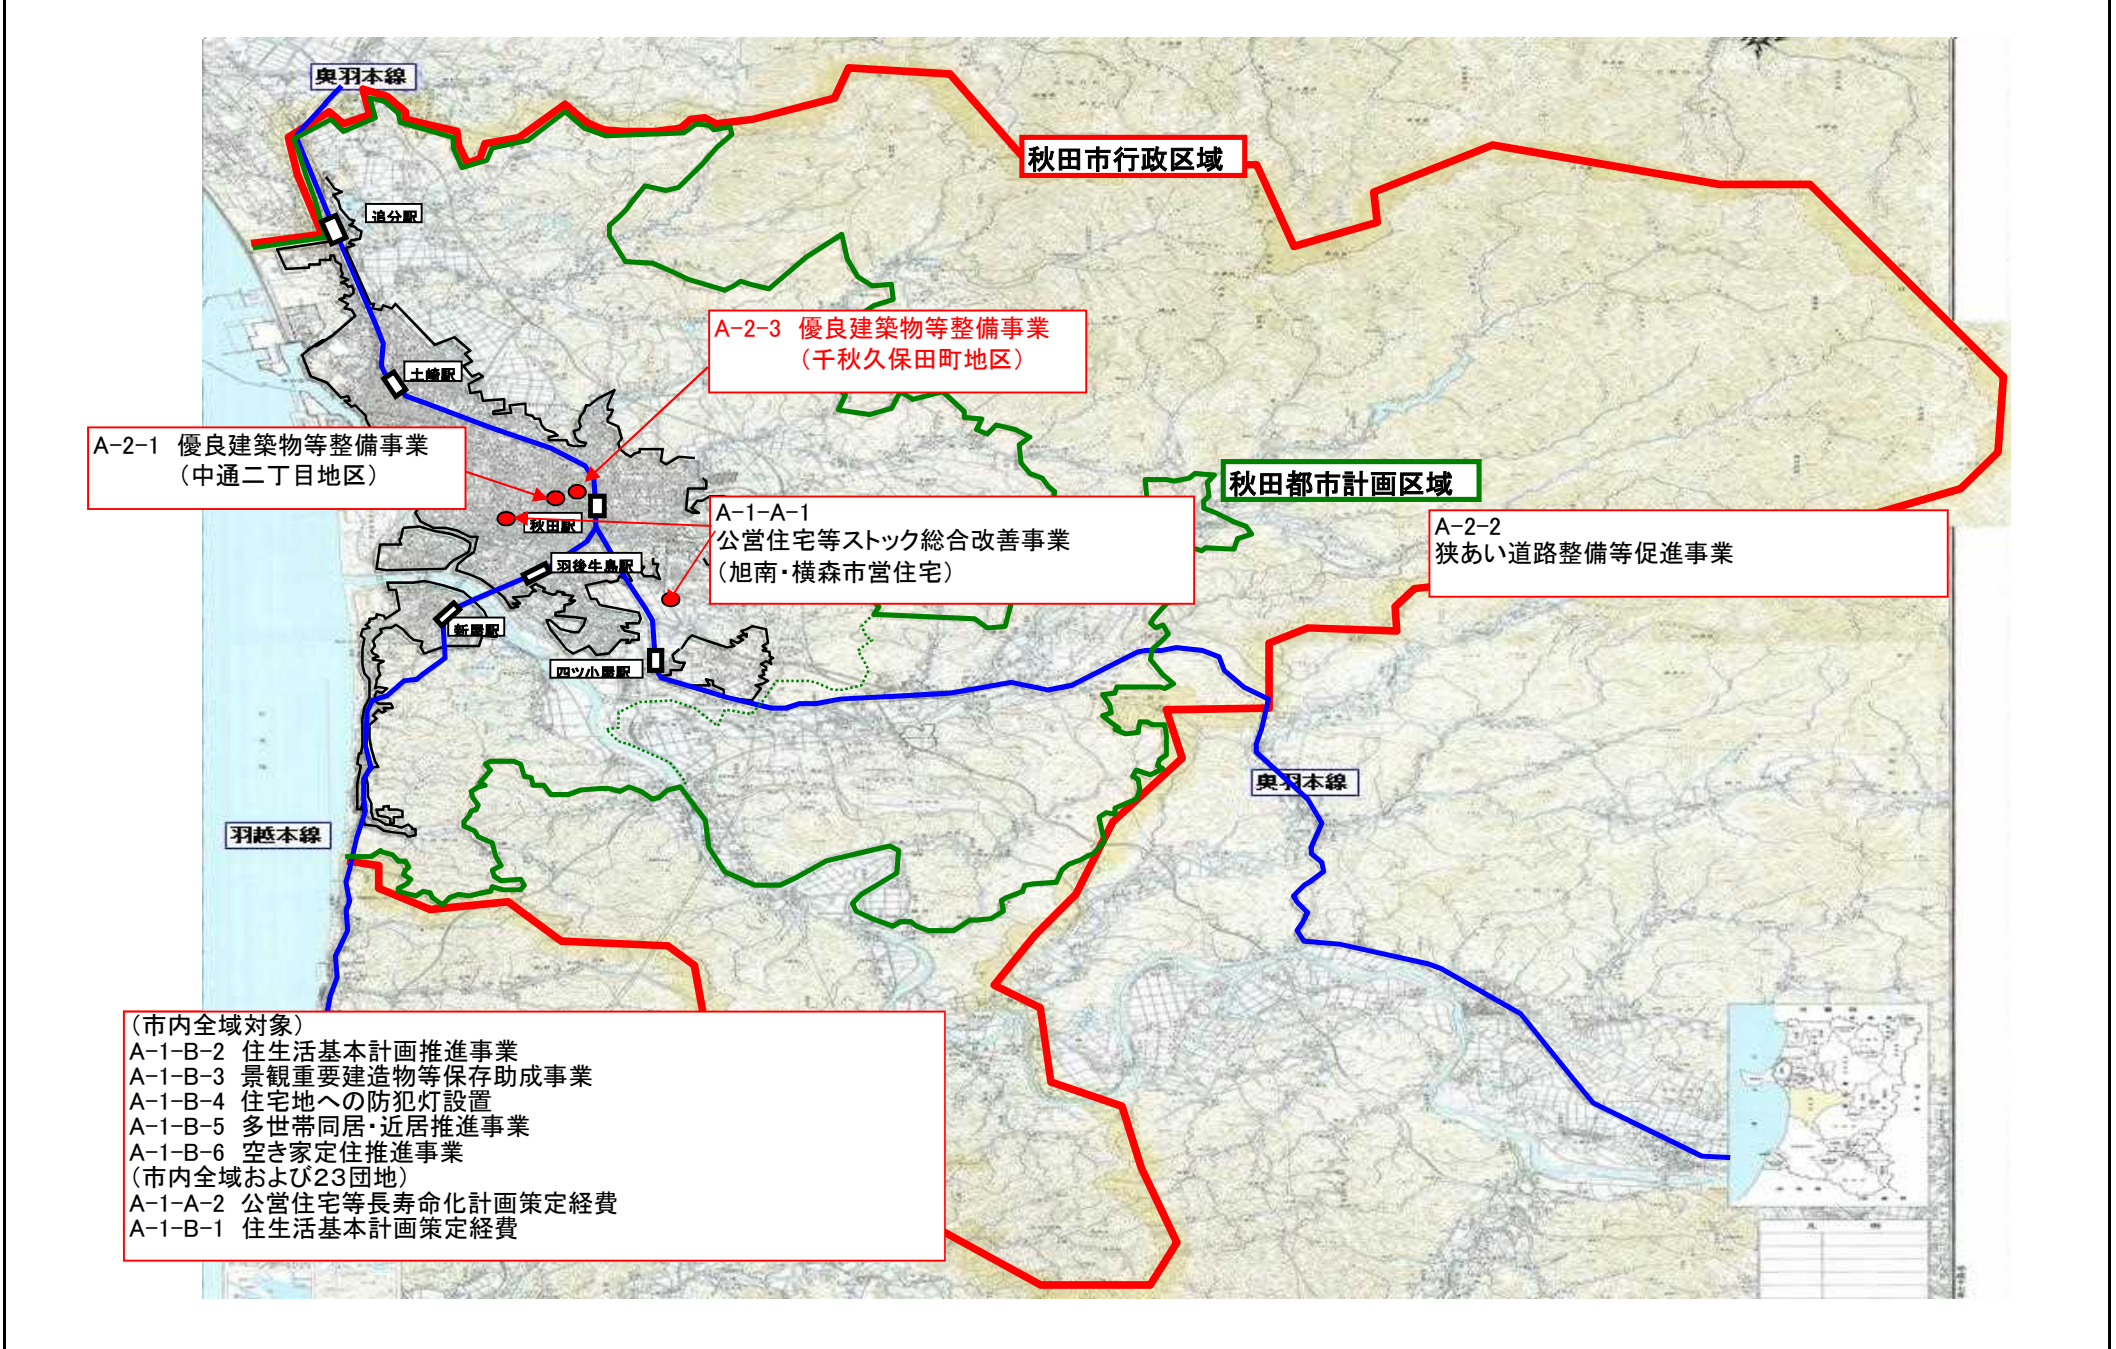 奥羽本線
秋田市行政区域
追分駅
A-2-3 優良建築物等整備事業
(千秋久保田町地区)
土崎駅
A-2-1 優良建築物等整備事業
(中通二丁目地区)
秋田都市計画区域
秋田駅
A-1-A-1
公営住宅等ストック総合改善事業
(旭南・横森市営住宅)
A-2-2
狭あい道路整備等促進事業
羽後牛島駅
新屋駅
四ツ小屋駅
奥羽本線
羽越本線
(市内全域対象)
A-1-B-2 住生活基本計画推進事業
A-1-B-3 景観重要建造物等保存助成事業
A-1-B-4 住宅地への防犯灯設置
A-1-B-5 多世帯同居・近居推進事業
A-1-B-6 空き家定住推進事業
(市内全域および23団地)
A-1-A-2 公営住宅等長寿命化計画策定経費
A-1-B-1 住生活基本計画策定経費